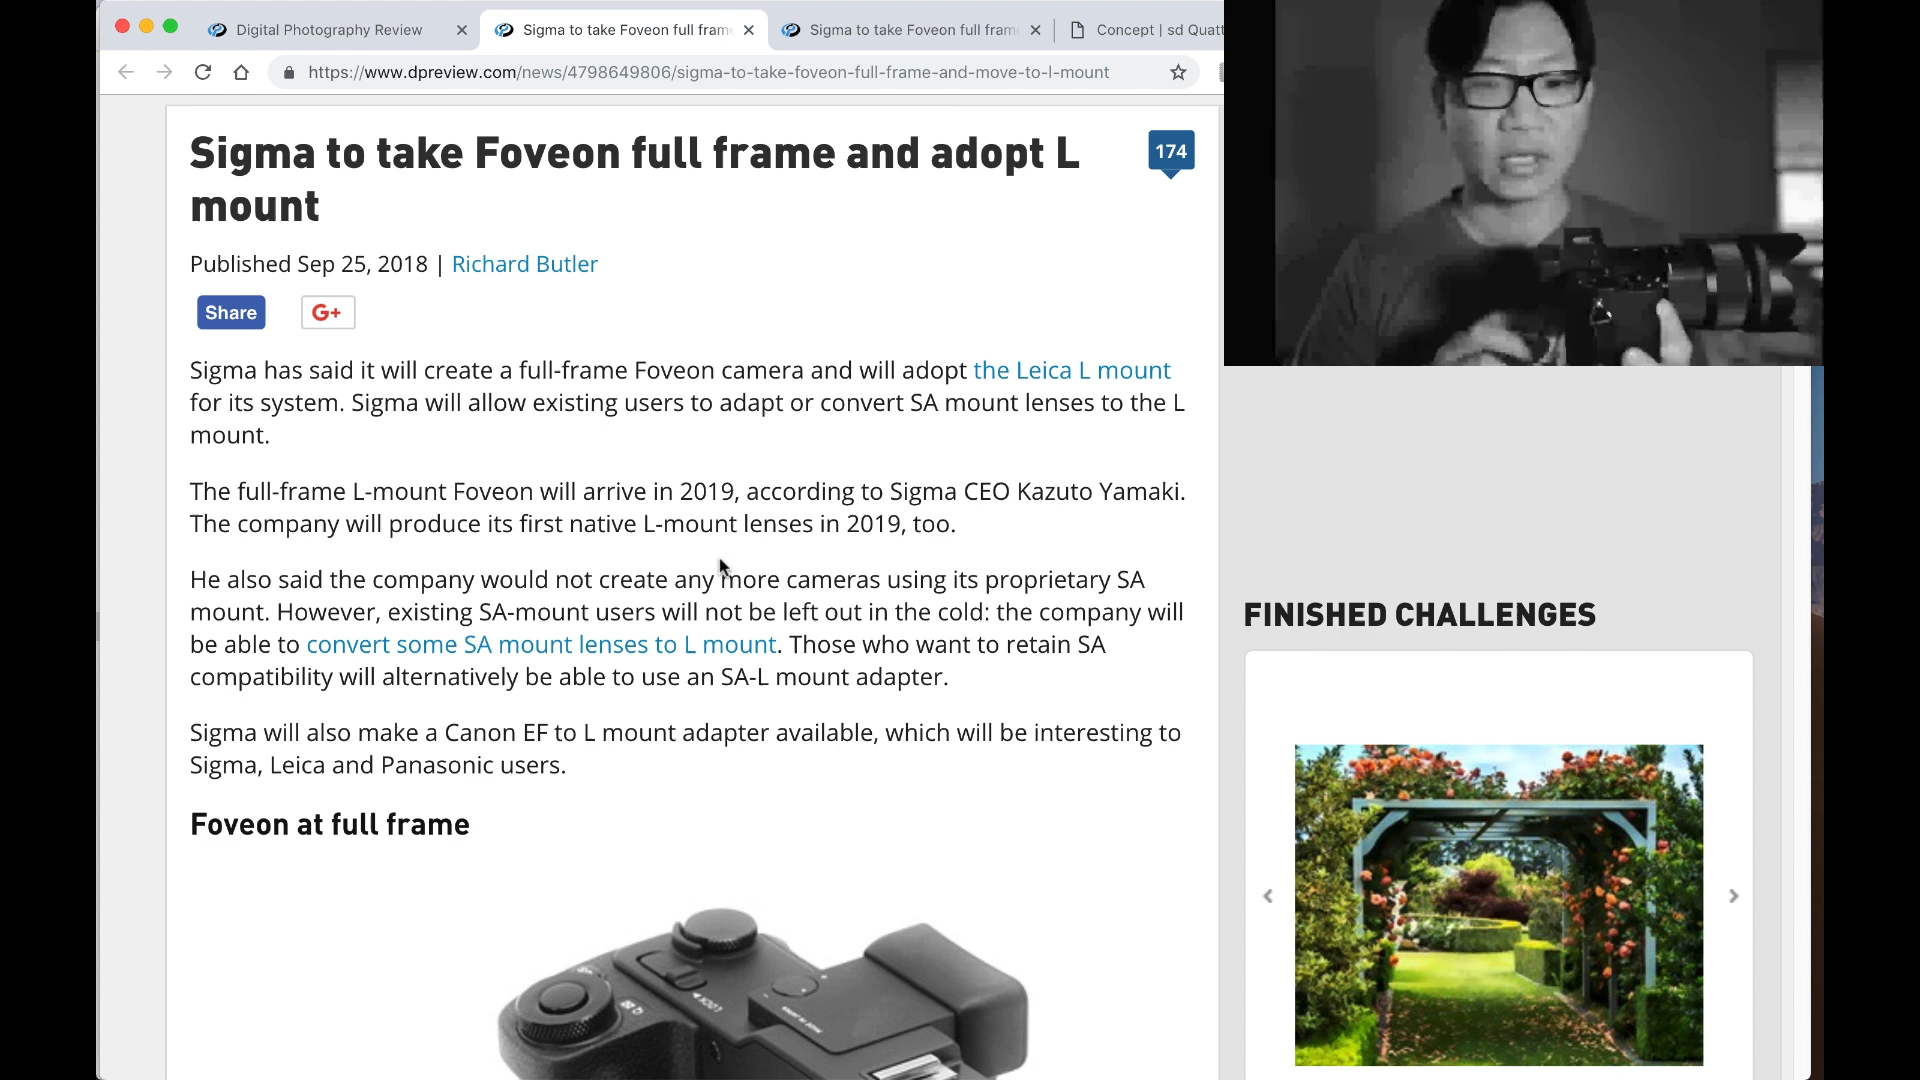 Digital Photography Review
Sigma to take Foveon full fram
Sigma to take Foveon full fram
Concept | sd Quatt
https://www.dpreview.com/news/4798649806/sigma-to-take-foveon-full-frame-and-move-to-l-mount
Sigma to take Foveon full frame and adopt L
mount
174
Published Sep 25, 2018 | Richard Butler
Share
G+
Sigma has said it will create a full-frame Foveon camera and will adopt the Leica L mount
for its system. Sigma will allow existing users to adapt or convert SA mount lenses to the L
mount.
The full-frame L-mount Foveon will arrive in 2019, according to Sigma CEO Kazuto Yamaki.
The company will produce its first native L-mount lenses in 2019, too.
He also said the company would not create any more cameras using its proprietary SA
mount. However, existing SA-mount users will not be left out in the cold: the company will
be able to convert some SA mount lenses to L mount. Those who want to retain SA
compatibility will alternatively be able to use an SA-L mount adapter.
Sigma will also make a Canon EF to L mount adapter available, which will be interesting to
Sigma, Leica and Panasonic users.
Foveon at full frame
LOCK
FINISHED CHALLENGES